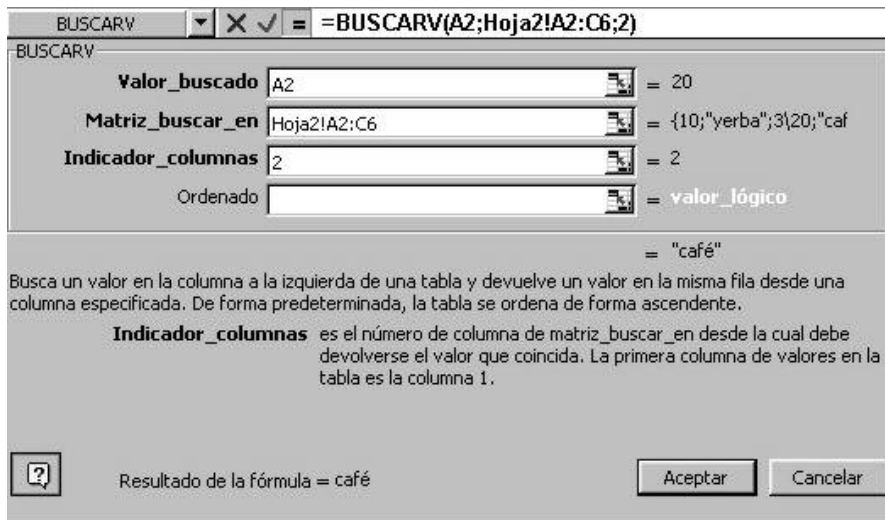 BUSCARV =BUSCARV(A2;Hoja2!A2:C6;2)
BUSCARV
Valor_buscado A2 = 20
Matriz_buscar_en Hoja2!A2:C6 = {10;"yerba";3\20;"caf
Indicador_columnas 2 = 2
Ordenado = valor_lógico
= "café"
Busca un valor en la columna a la izquierda de una tabla y devuelve un valor en la misma fila desde una
columna especificada. De forma predeterminada, la tabla se ordena de forma ascendente.
Indicador_columnas es el número de columna de matriz_buscar_en desde la cual debe
devolverse el valor que coincida. La primera columna de valores en la
tabla es la columna 1.
? Resultado de la fórmula = café Aceptar Cancelar